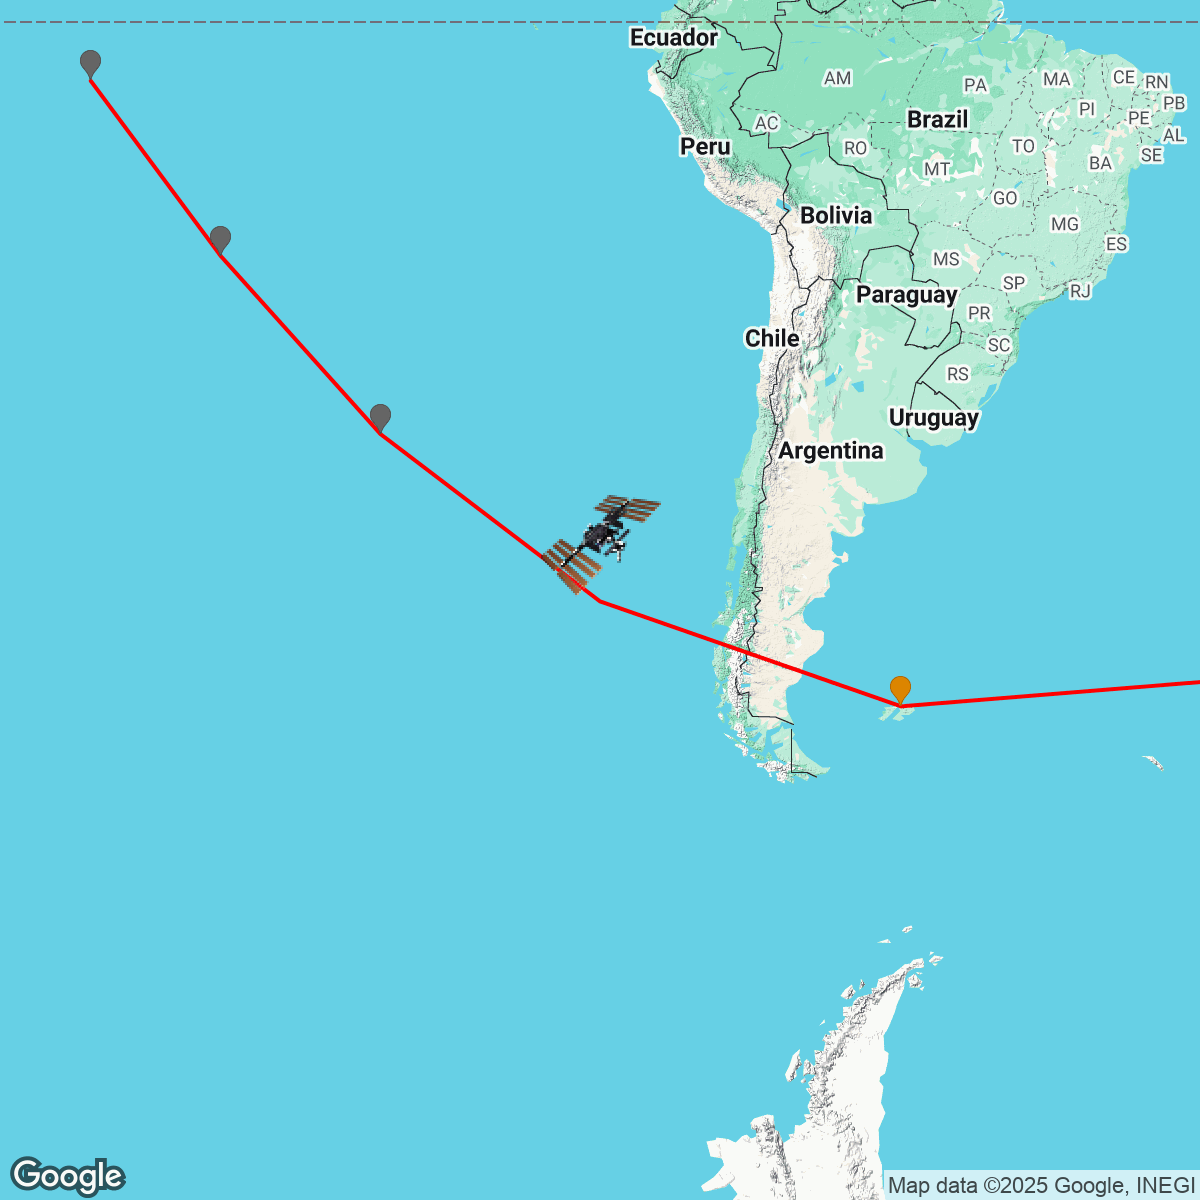 Ecuador
AM
PA
MA
CE
RN
PI
PB
PE
AL
AC
Brazil
Peru
RO
TO
SE
MT
BA
GO
Bolivia
MG
ES
MS
SP
RJ
Paraguay
PR
Chile
SC
RS
Uruguay
Argentina
Google
Map data ©2025 Google, INEGI